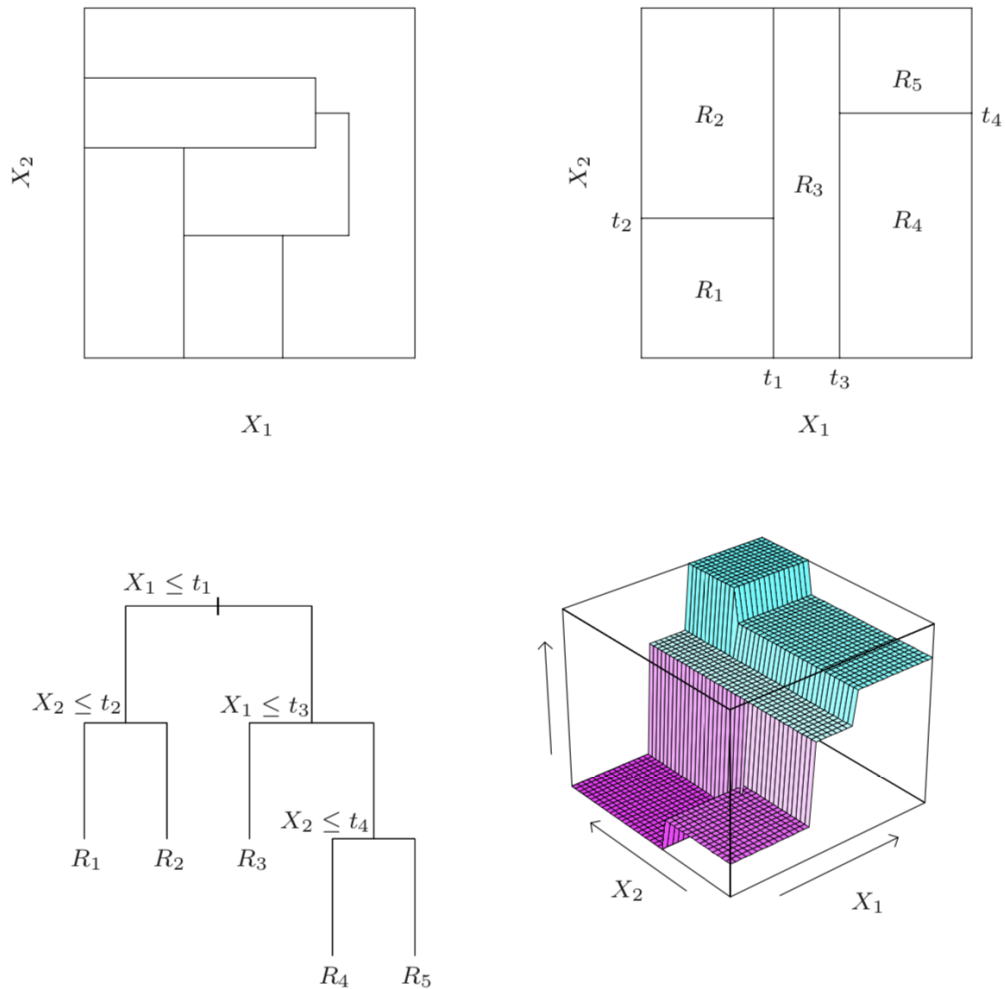 X₂
X₁
R₂
R₅
t₄
X₂
R₃
t₂
R₄
R₁
t₁ t₃
X₁
X₁ ≤ t₁
X₂ ≤ t₂
X₁ ≤ t₃
X₂ ≤ t₄
R₁ R₂ R₃
R₄ R₅
X₂
X₁